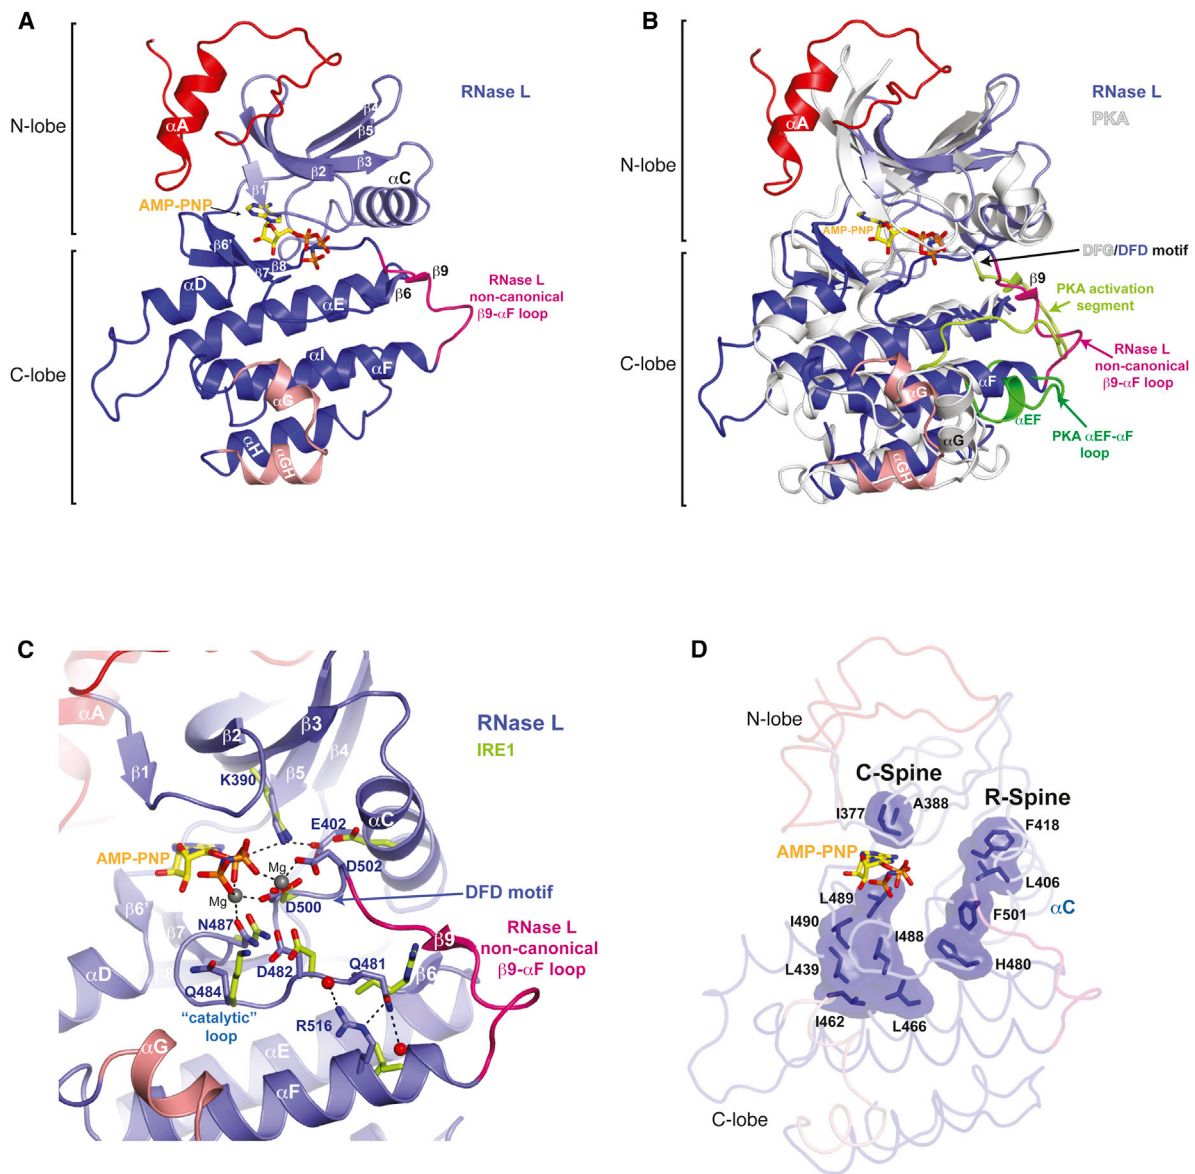 A
N-lobe
C-lobe
RNase L
αA
β4
β5
β3
β2
αC
β1
AMP-PNP
β6'
β8
β7
β9
β6
αD
αE
RNase L
non-canonical
β9-αF loop
αI
αF
αG
αH
αGH
B
N-lobe
C-lobe
RNase L
PKA
αA
AMP-PNP
DFG/DFD motif
β9
PKA activation
segment
RNase L
non-canonical
β9-αF loop
αF
αG
αEF
αG
PKA αEF-αF
loop
αGH
C
RNase L
IRE1
αA
β2
β3
β4
β1
β5
K390
E402
αC
AMP-PNP
Mg
D502
Mg
D500
DFD motif
β6'
N487
β7
RNase L
non-canonical
β9-αF loop
β9
αD
β8
D482
Q481
β6
Q484
"catalytic"
loop
R516
αG
αE
αF
D
N-lobe
C-Spine
I377
A388
R-Spine
F418
AMP-PNP
L406
L489
αC
I490
F501
I488
L439
H480
I462
L466
C-lobe